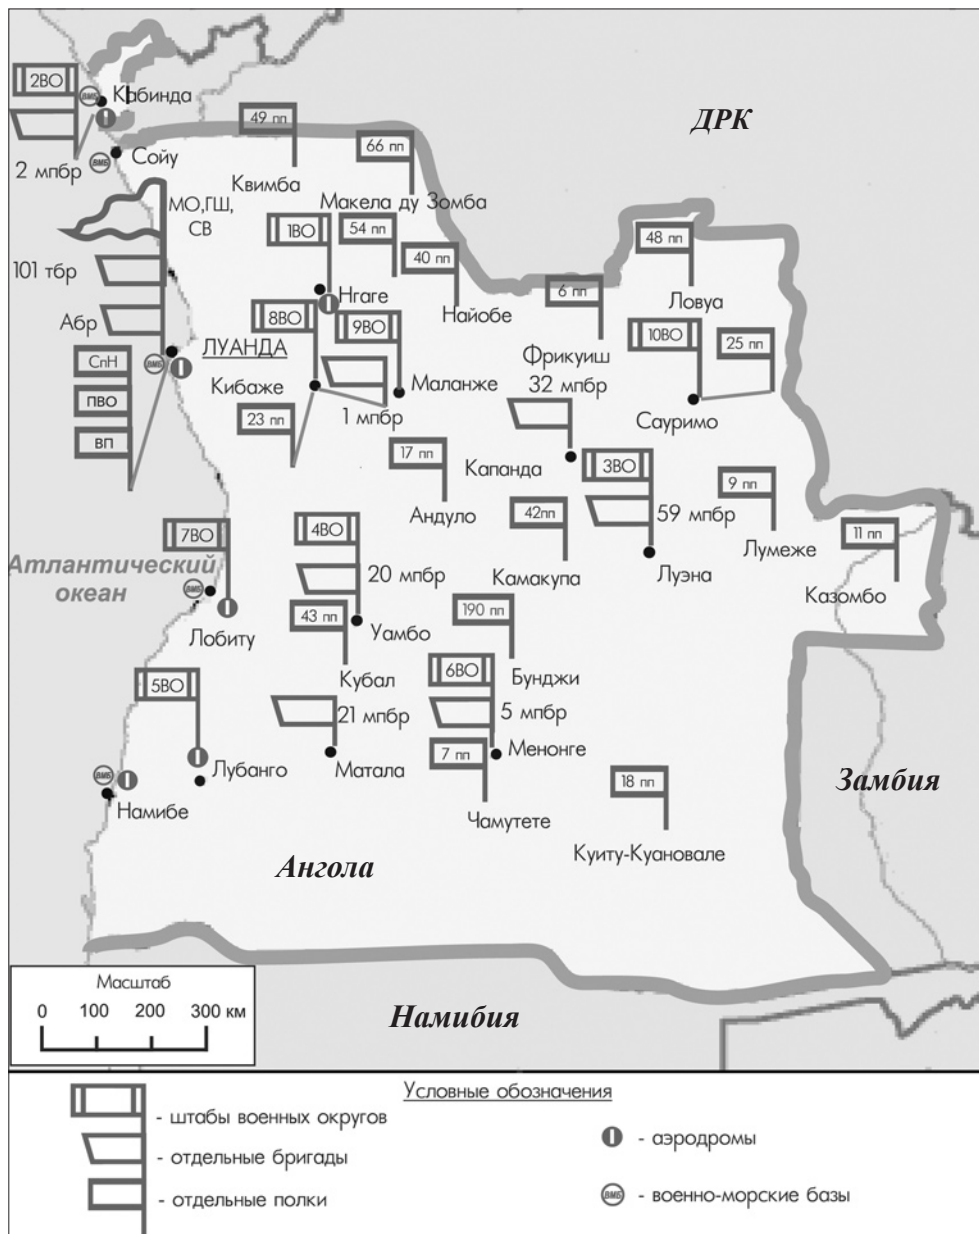 2ВО
ВМБ
Кабинда
ДРК
49 пп
66 пп
2 мпбр
ВМБ
Сойу
Квимба
МО,ГШ,
СВ
Макела ду Зомба
1ВО
54 пп
40 пп
48 пп
101 тбр
Нгаге
Найобе
6 пп
Ловуа
Абр
8ВО
9ВО
Фрикуиш
10ВО
25 пп
ЛУАНДА
ВМБ
СпН
ПВО
ВП
Кибаже
Маланже
32 мпбр
Сауримо
23 пп
1 мпбр
17 пп
Капанда
3ВО
9 пп
Андуло
42пп
59 мпбр
Лумеже
11 пп
7ВО
4ВО
Камакупа
Луэна
Казомбо
Атлантический
океан
ВМБ
20 мпбр
Лобиту
43 пп
Уамбо
190 пп
Кубал
Бунджи
5ВО
6ВО
21 мпбр
5 мпбр
Лубанго
Матала
7 пп
Менонге
ВМБ
Намибе
18 пп
Замбия
Чамутете
Куиту-Куановале
Ангола
Масштаб
0 100 200 300 км
Намибия
Условные обозначения
- штабы военных округов
- отдельные бригады
- отдельные полки
- аэродромы
ВМБ - военно-морские базы